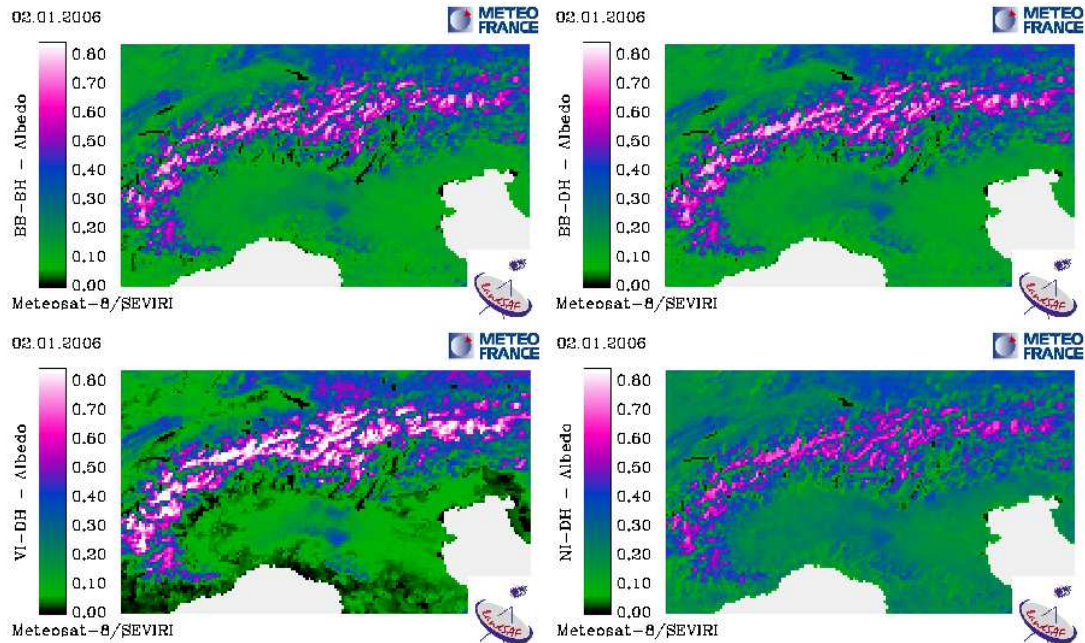 02.01.2006
METEO
FRANCE
0.80
0.70
0.60
0.50
0.40
0.30
0.20
0.10
0.00
BB-BH - Albedo
Meteosat-8/SEVIRI
LandSAF
02.01.2006
METEO
FRANCE
0.80
0.70
0.60
0.50
0.40
0.30
0.20
0.10
0.00
BB-DH - Albedo
Meteosat-8/SEVIRI
LandSAF
02.01.2006
METEO
FRANCE
0.80
0.70
0.60
0.50
0.40
0.30
0.20
0.10
0.00
VI-DH - Albedo
Meteosat-8/SEVIRI
LandSAF
02.01.2006
METEO
FRANCE
0.80
0.70
0.60
0.50
0.40
0.30
0.20
0.10
0.00
NI-DH - Albedo
Meteosat-8/SEVIRI
LandSAF